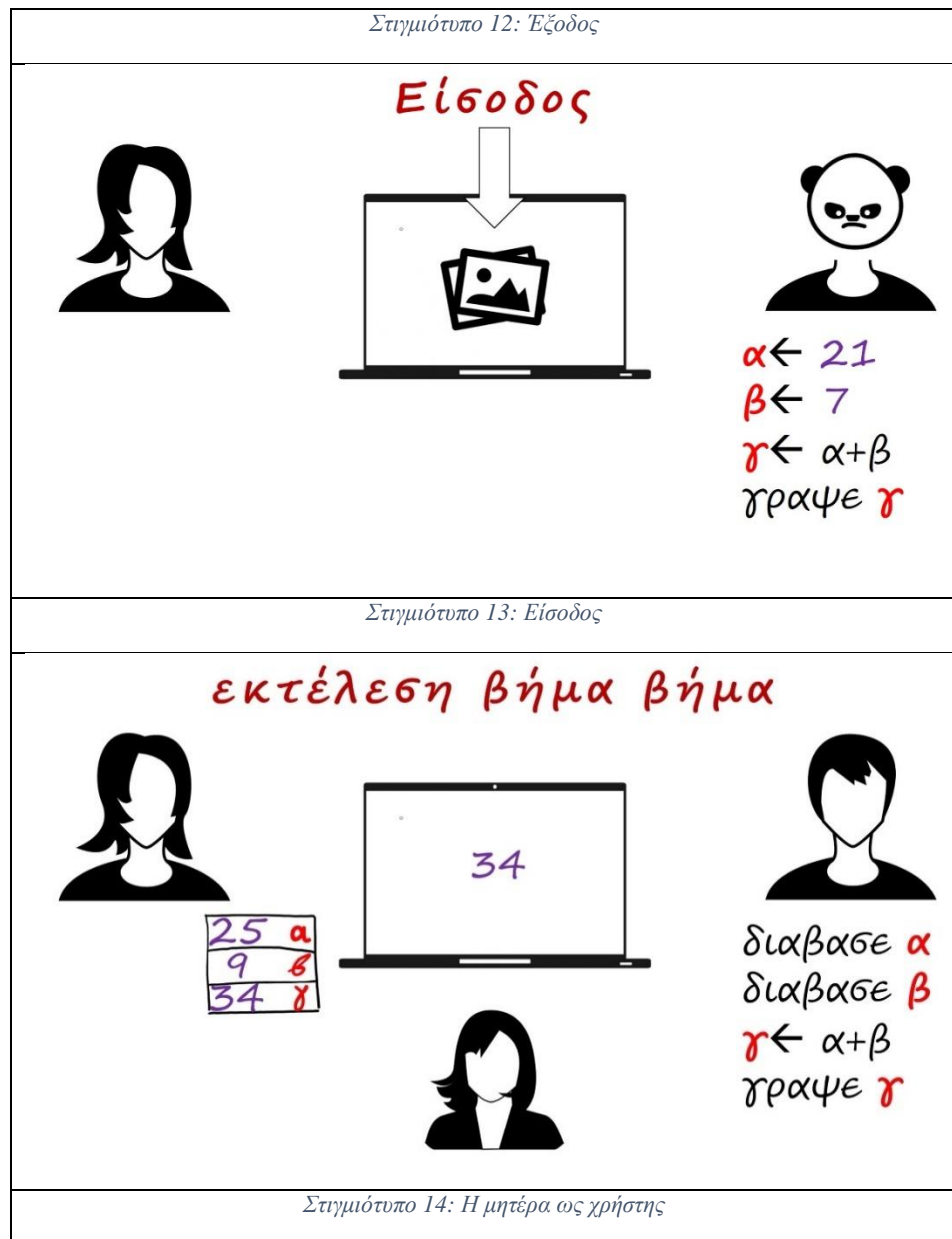 Στιγμιότυπο 12: Έξοδος
Είσοδος
α← 21
β← 7
γ← α+β
γραψε γ
Στιγμιότυπο 13: Είσοδος
εκτέλεση βήμα βήμα
34
25 α
9 β
34 γ
διαβασε α
διαβασε β
γ← α+β
γραψε γ
Στιγμιότυπο 14: Η μητέρα ως χρήστης